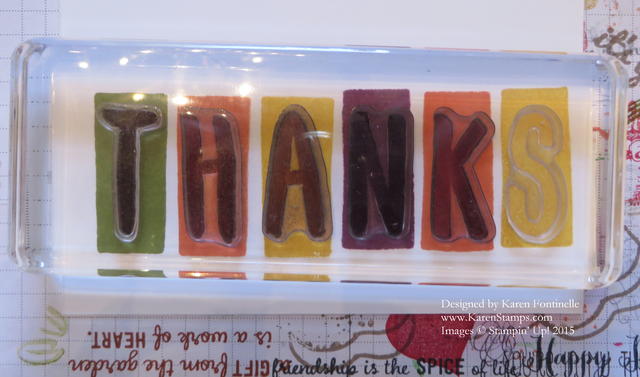 THANKS
Designed by Karen Fontinelle
www.KarenStamps.com
Images © Stampin' Up! 2015
a GIFT from the garden
is a work of HEART.
friendship is the SPICE of life
Happy